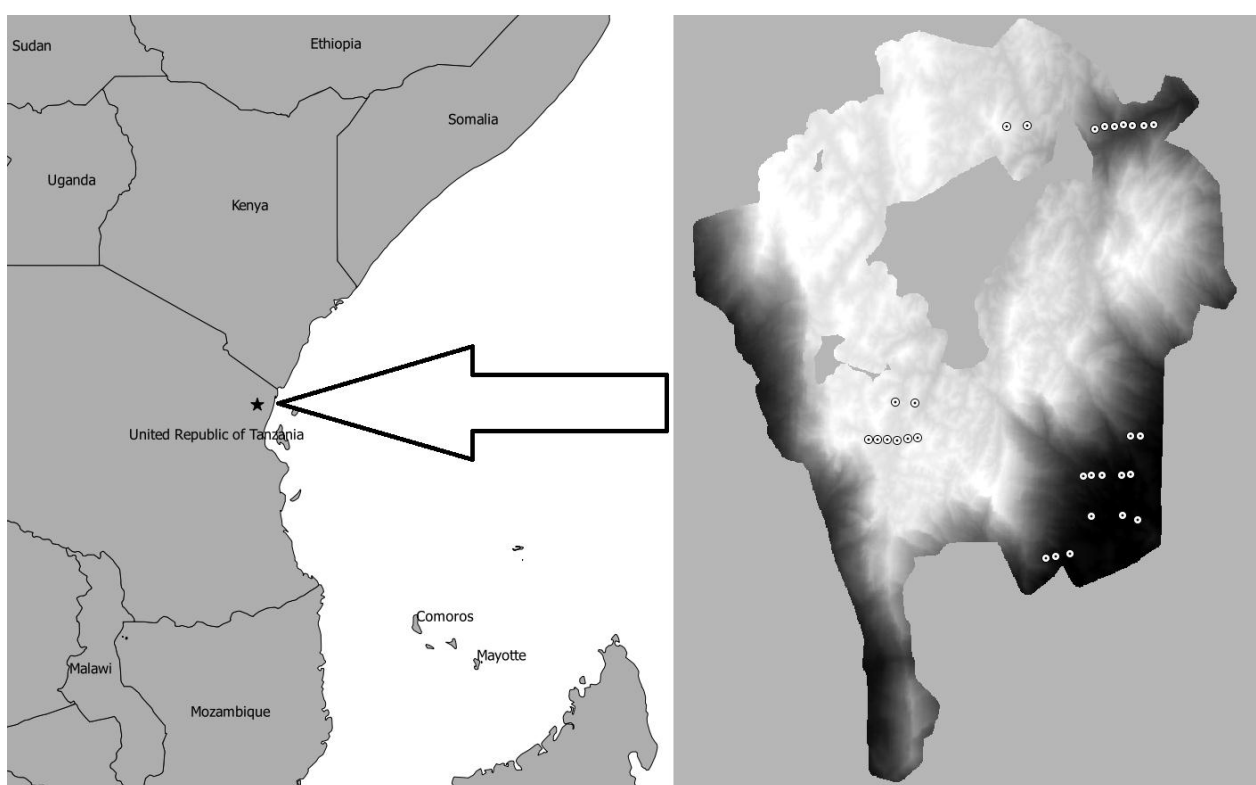 Sudan
Ethiopia
Somalia
Uganda
Kenya
United Republic of Tanzania
Comoros
Mayotte
Malawi
Mozambique